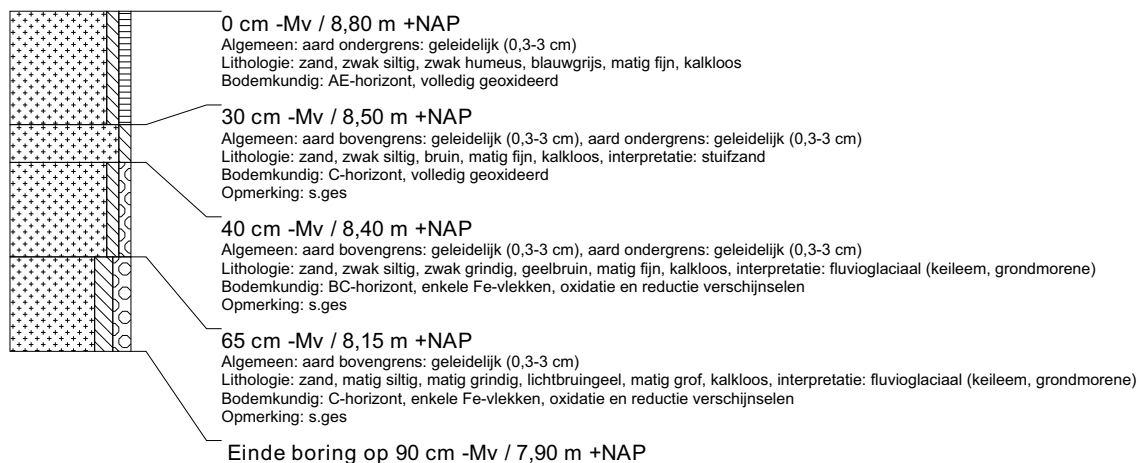 0 cm -Mv / 8,80 m +NAP
Algemeen: aard ondergrens: geleidelijk (0,3-3 cm)
Lithologie: zand, zwak siltig, zwak humeus, blauwgrijs, matig fijn, kalkloos
Bodemkundig: AE-horizont, volledig geoxideerd
30 cm -Mv / 8,50 m +NAP
Algemeen: aard bovengrens: geleidelijk (0,3-3 cm), aard ondergrens: geleidelijk (0,3-3 cm)
Lithologie: zand, zwak siltig, bruin, matig fijn, kalkloos, interpretatie: stuifzand
Bodemkundig: C-horizont, volledig geoxideerd
Opmerking: s.ges
40 cm -Mv / 8,40 m +NAP
Algemeen: aard bovengrens: geleidelijk (0,3-3 cm), aard ondergrens: geleidelijk (0,3-3 cm)
Lithologie: zand, zwak siltig, zwak grindig, geelbruin, matig fijn, kalkloos, interpretatie: fluvioglaciaal (keileem, grondmorene)
Bodemkundig: BC-horizont, enkele Fe-vlekken, oxidatie en reductie verschijnselen
Opmerking: s.ges
65 cm -Mv / 8,15 m +NAP
Algemeen: aard bovengrens: geleidelijk (0,3-3 cm)
Lithologie: zand, matig siltig, matig grindig, lichtbruingeel, matig grof, kalkloos, interpretatie: fluvioglaciaal (keileem, grondmorene)
Bodemkundig: C-horizont, enkele Fe-vlekken, oxidatie en reductie verschijnselen
Opmerking: s.ges
Einde boring op 90 cm -Mv / 7,90 m +NAP